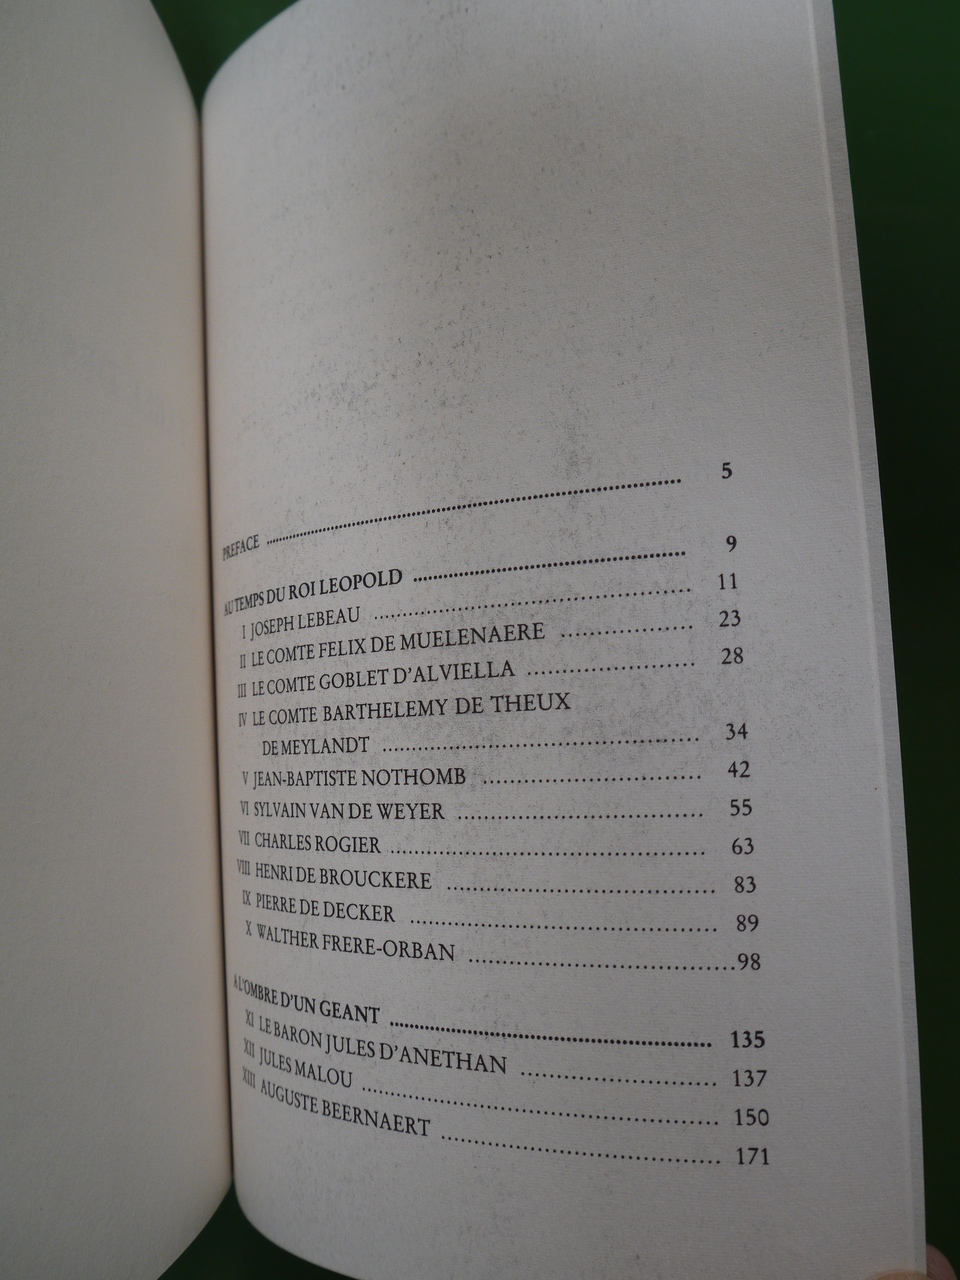 PREFACE ........................................ 5
AU TEMPS DU ROI LEOPOLD ........................................ 9
I JOSEPH LEBEAU ........................................ 11
II LE COMTE FELIX DE MUELENAERE .................... 23
III LE COMTE GOBLET D'ALVIELLA ......................... 28
IV LE COMTE BARTHELEMY DE THEUX
DE MEYLANDT ........................................ 34
V JEAN-BAPTISTE NOTHOMB .............................. 42
VI SYLVAIN VAN DE WEYER .............................. 55
VII CHARLES ROGIER ........................................ 63
VIII HENRI DE BROUCKERE .............................. 83
IX PIERRE DE DECKER ........................................ 89
X WALTHER FRERE-ORBAN ........................................98
A L'OMBRE D'UN GEANT ........................................ 135
XI LE BARON JULES D'ANETHAN ......................... 137
XII JULES MALOU ........................................ 150
XIII AUGUSTE BEERNAERT .............................. 171